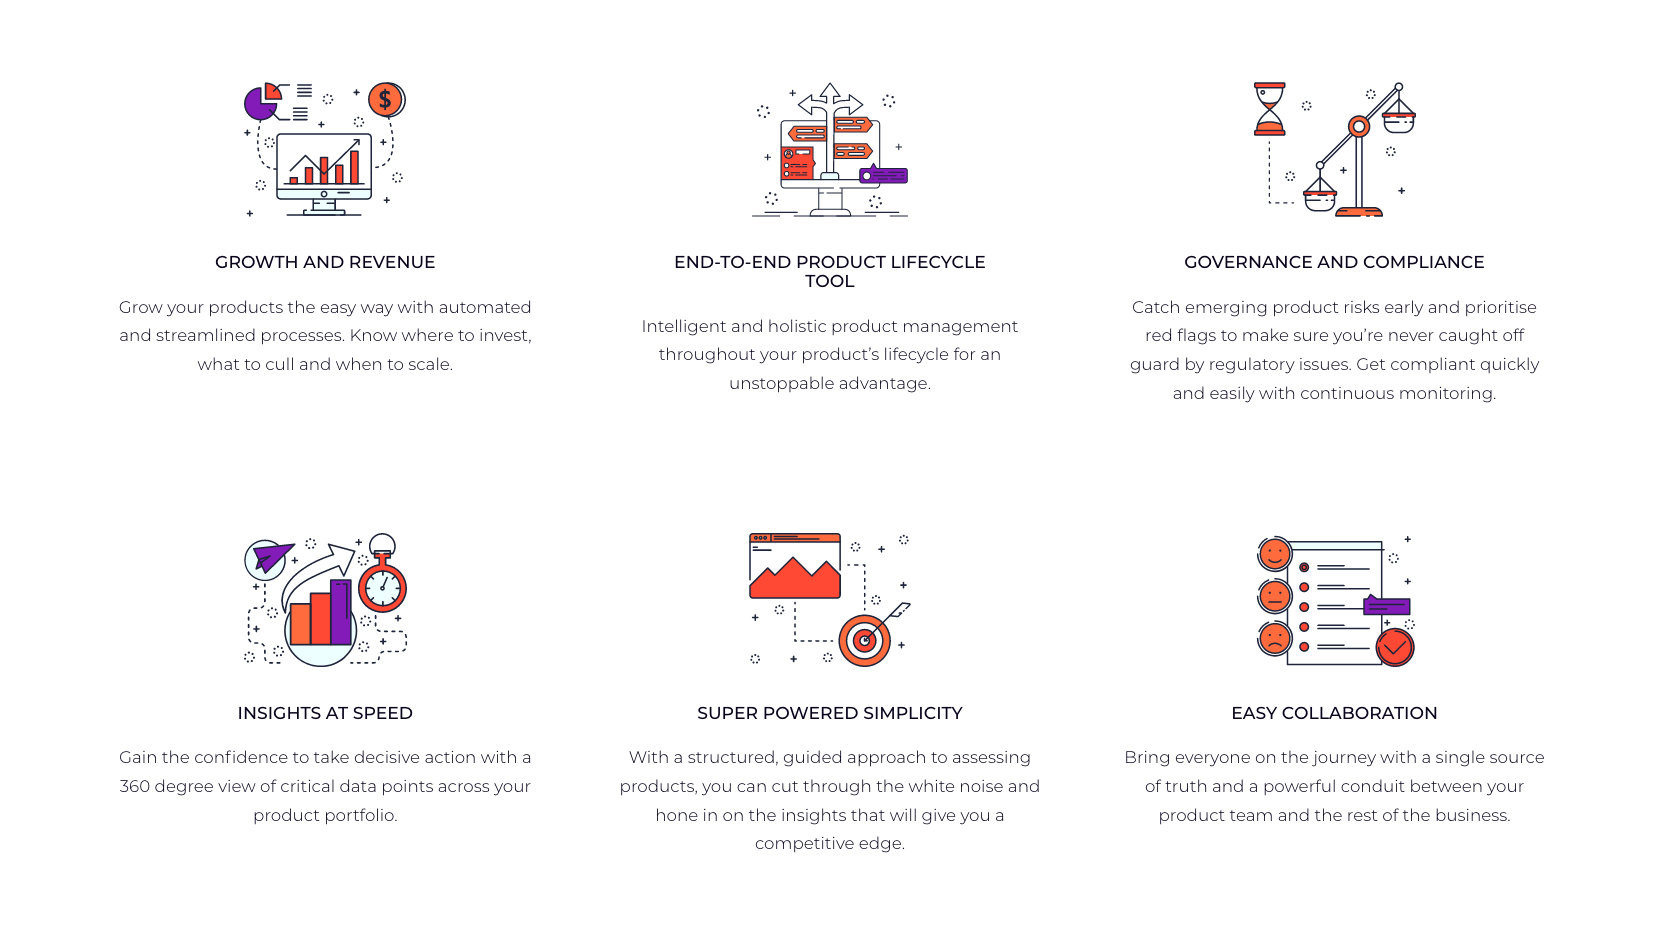 GROWTH AND REVENUE
Grow your products the easy way with automated
and streamlined processes. Know where to invest,
what to cull and when to scale.
END-TO-END PRODUCT LIFECYCLE
TOOL
Intelligent and holistic product management
throughout your product’s lifecycle for an
unstoppable advantage.
GOVERNANCE AND COMPLIANCE
Catch emerging product risks early and prioritise
red flags to make sure you’re never caught off
guard by regulatory issues. Get compliant quickly
and easily with continuous monitoring.
INSIGHTS AT SPEED
Gain the confidence to take decisive action with a
360 degree view of critical data points across your
product portfolio.
SUPER POWERED SIMPLICITY
With a structured, guided approach to assessing
products, you can cut through the white noise and
hone in on the insights that will give you a
competitive edge.
EASY COLLABORATION
Bring everyone on the journey with a single source
of truth and a powerful conduit between your
product team and the rest of the business.